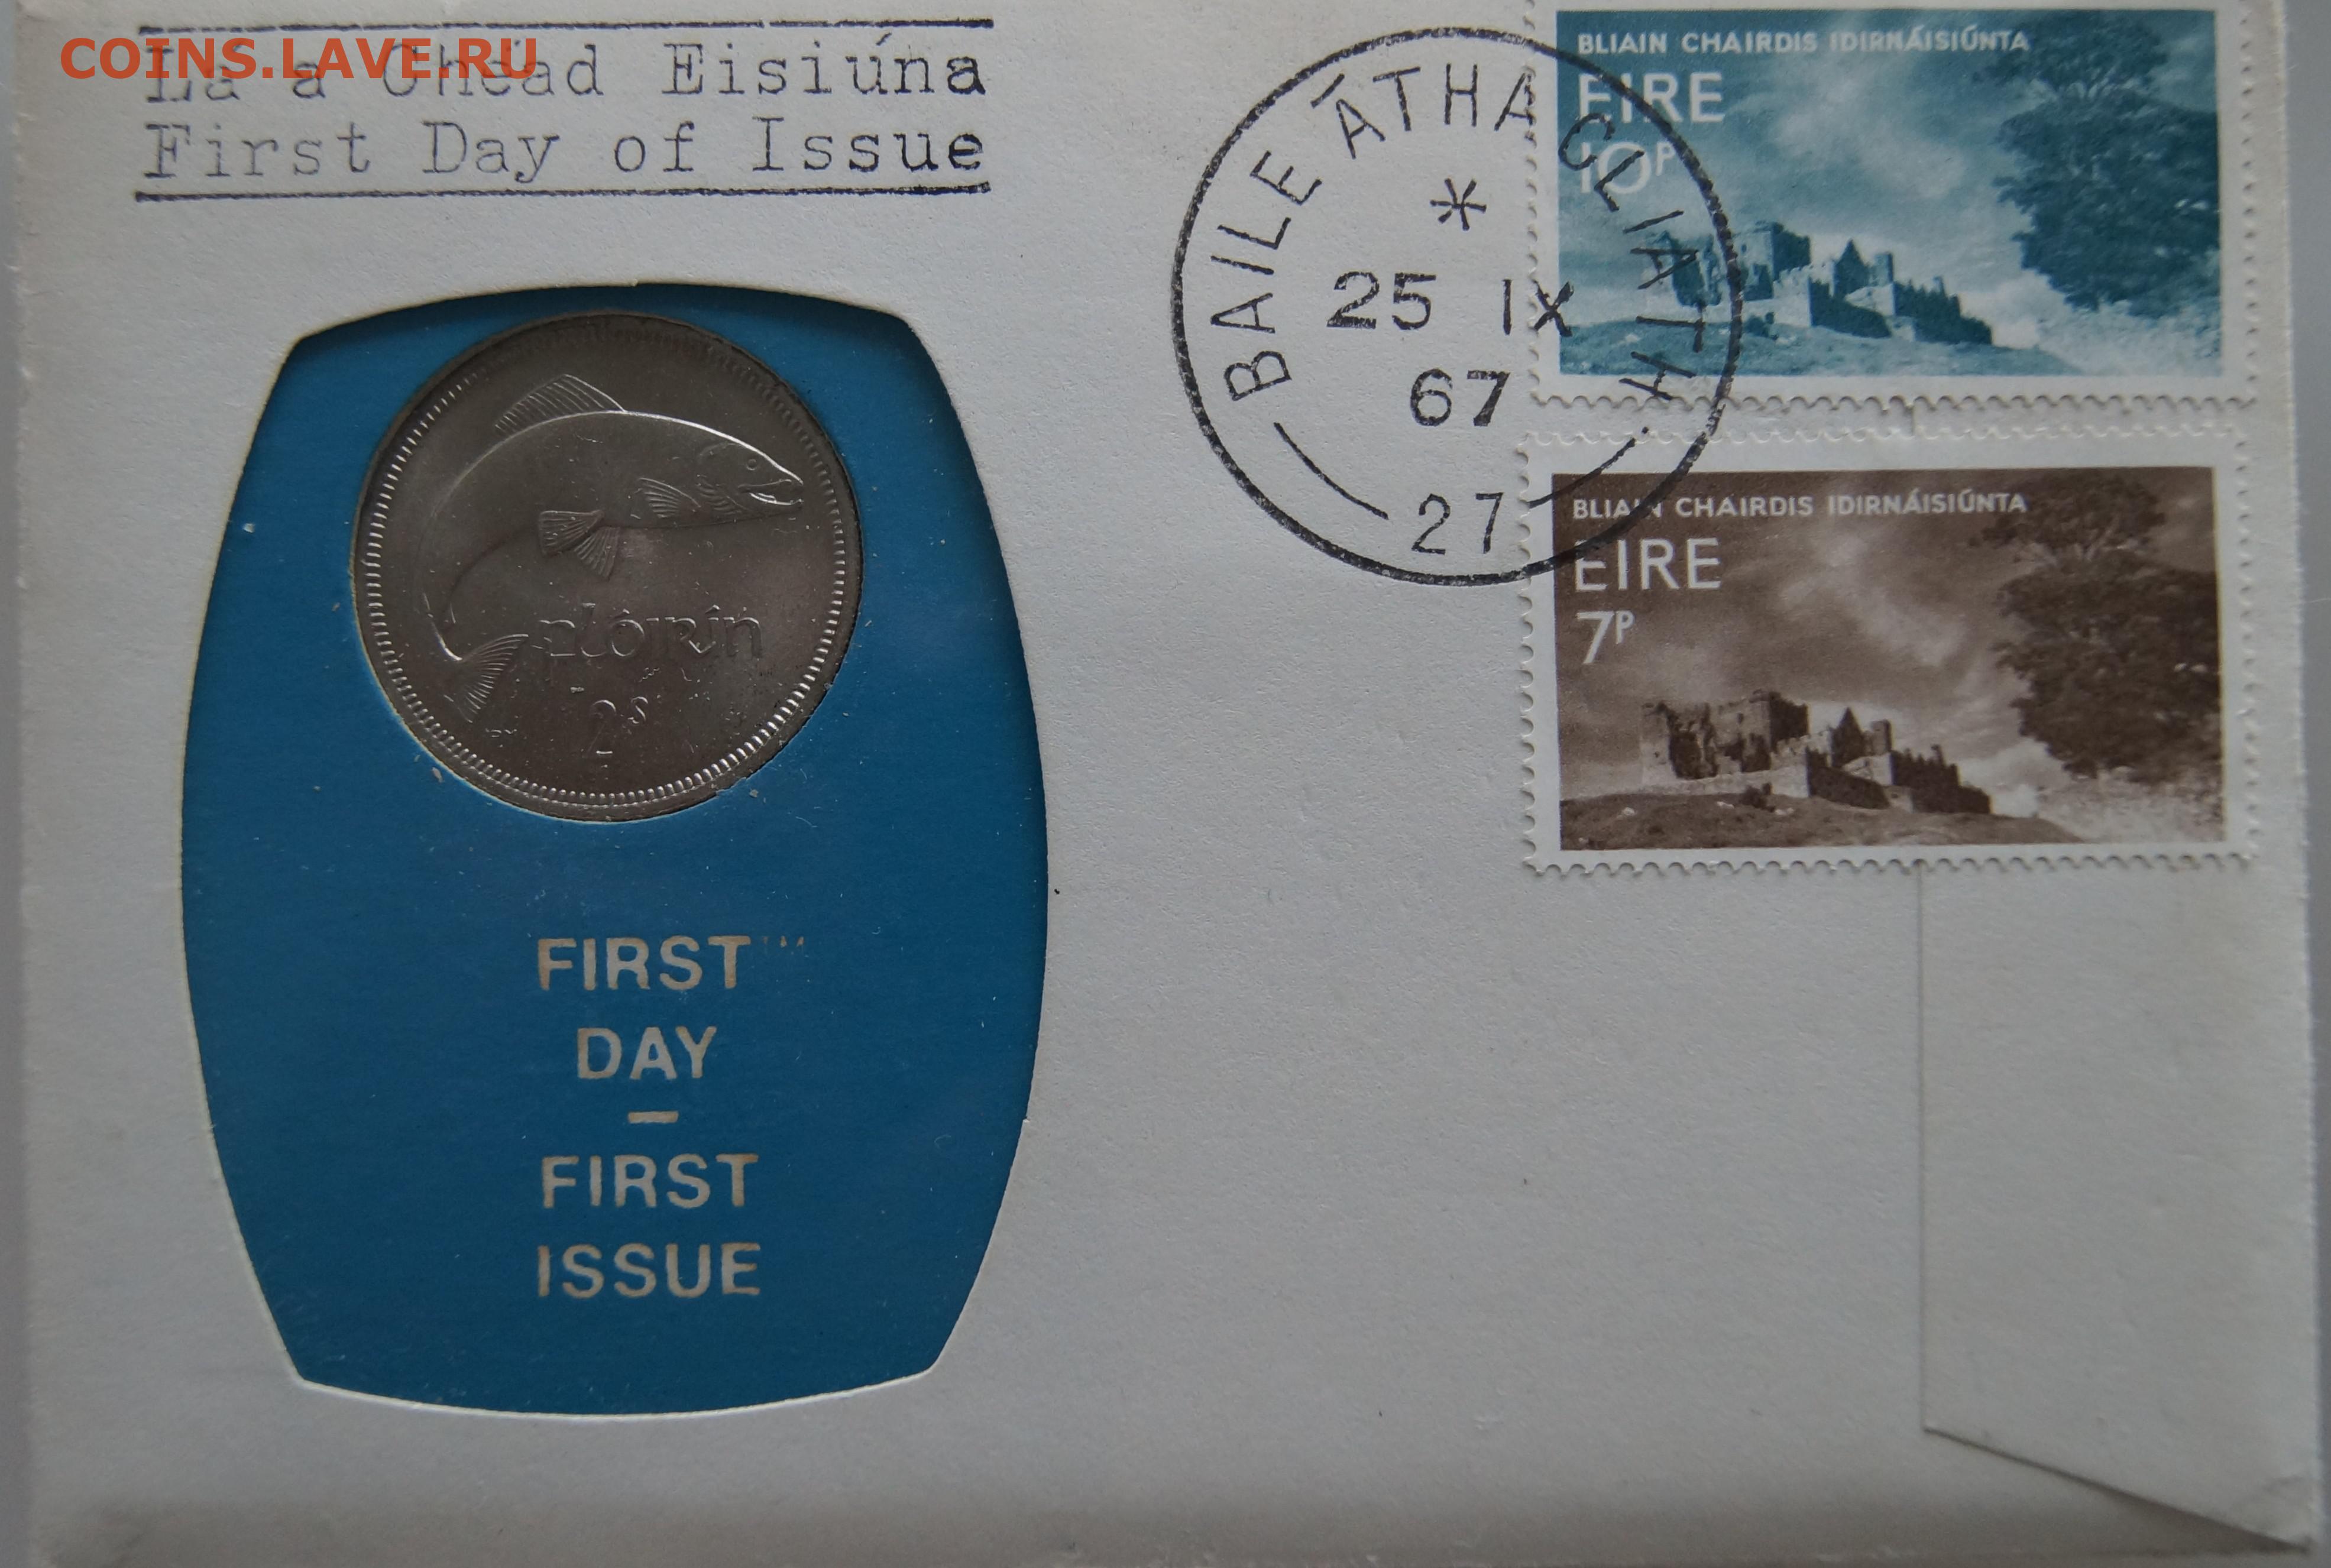 COINS.LAVE.RU
Lá a Chéad Eisiúna
First Day of Issue
BAILE ÁTHA CLIATH
25 IX
67
27
BLIAIN CHAIRDIS IDIRNÁISIÚNTA
EIRE
10P
BLIAIN CHAIRDIS IDIRNÁISIÚNTA
EIRE
7P
flóirín
2s
FIRST™
DAY
–
FIRST
ISSUE